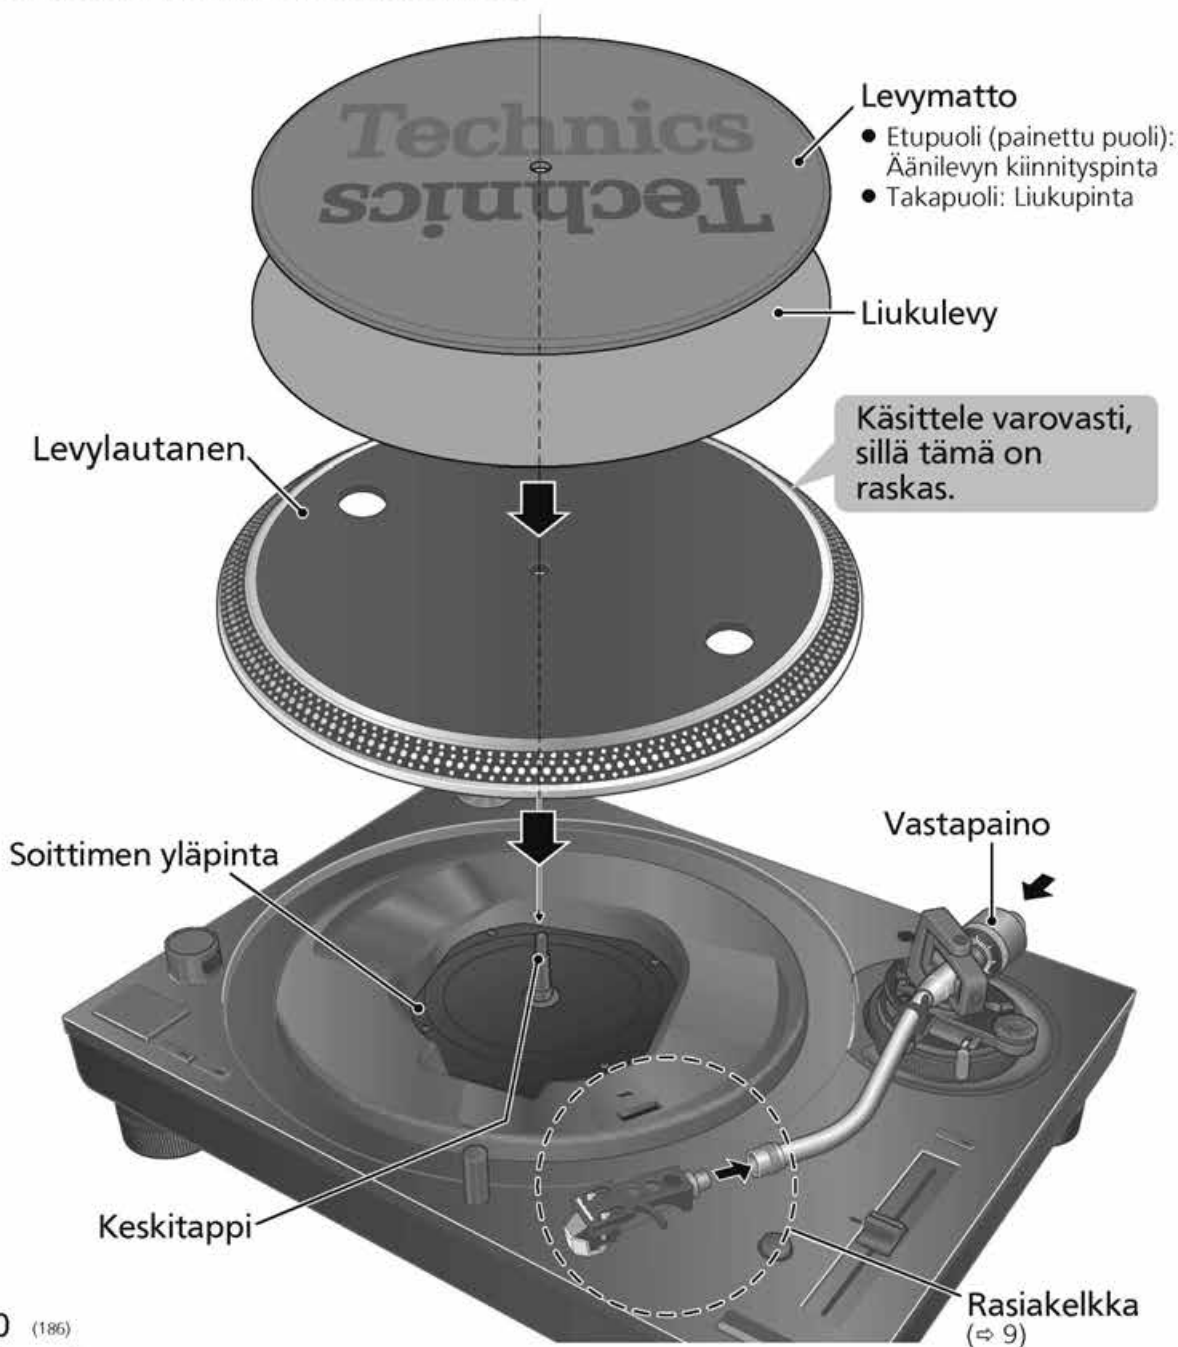 Technics
Technics
Levymatto
● Etupuoli (painettu puoli):
Äänilevyn kiinnityspinta
● Takapuoli: Liukupinta
Liukulevy
Käsittele varovasti,
sillä tämä on
raskas.
Levylautanen
Vastapaino
Soittimen yläpinta
Keskitappi
Rasiakelkka
(⇨ 9)
(186)